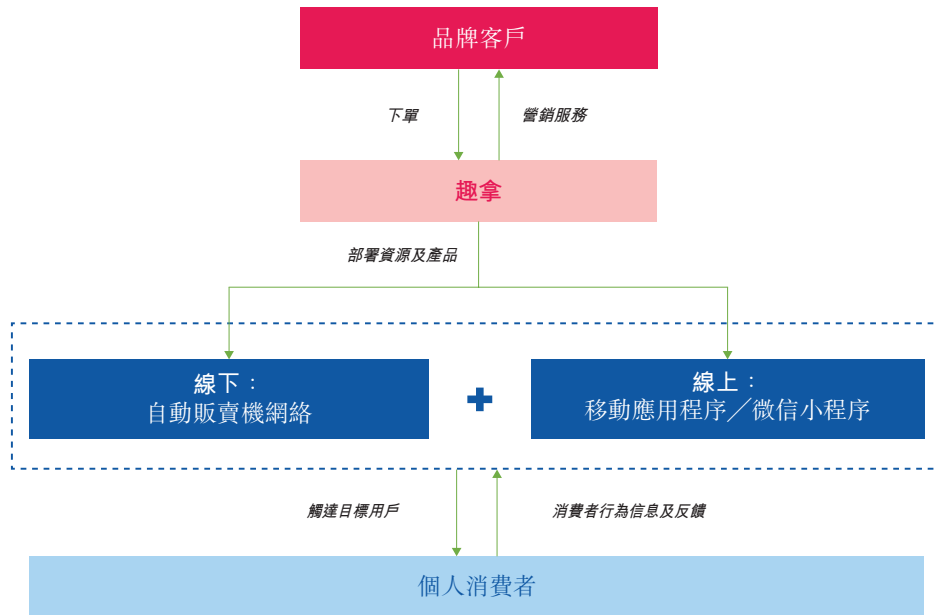 品牌客戶
下單
營銷服務
趣拿
部署資源及產品
線下：
自動販賣機網絡
線上：
移動應用程序／微信小程序
觸達目標用戶
消費者行為信息及反饋
個人消費者